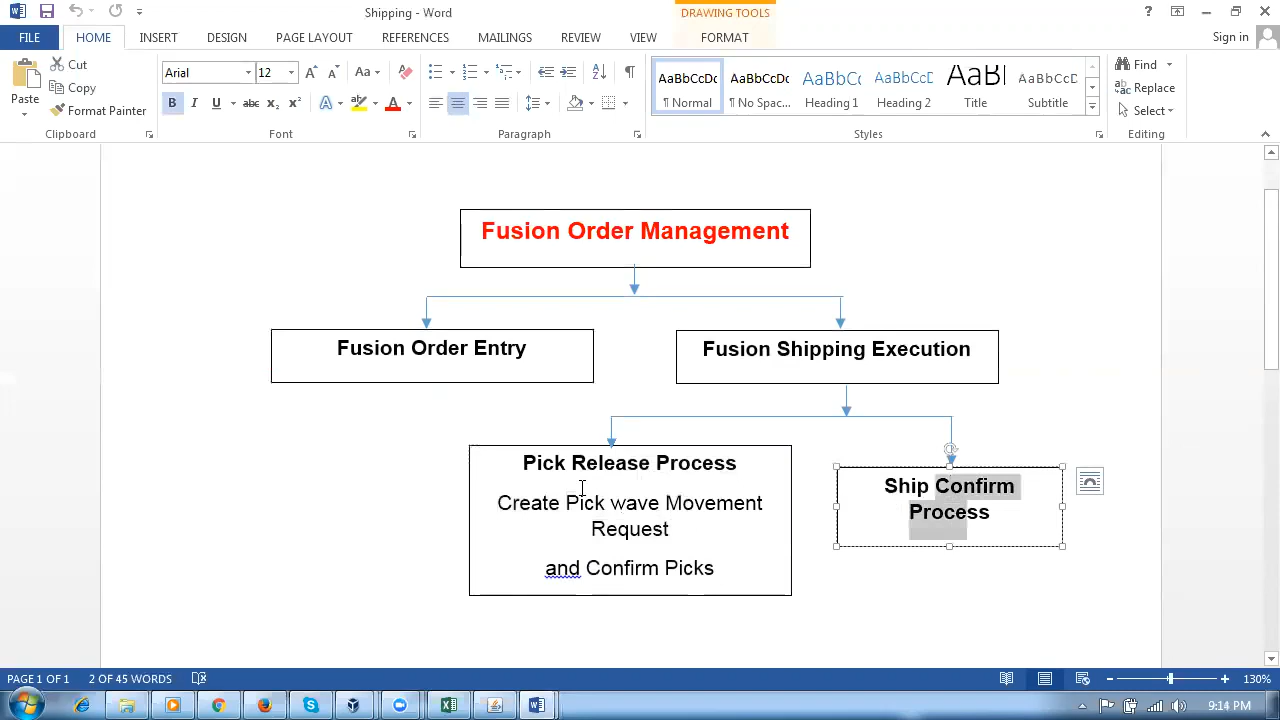 Shipping - Word
DRAWING TOOLS
?
FILE
HOME
INSERT
DESIGN
PAGE LAYOUT
REFERENCES
MAILINGS
REVIEW
VIEW
FORMAT
Sign in
Paste
Cut
Copy
Format Painter
Clipboard
Arial
12
Font
Paragraph
AaBbCcDc
¶ Normal
AaBbCcDc
¶ No Spac...
AaBbCc
Heading 1
AaBbCcD
Heading 2
AaB
Title
AaBbCcD
Subtitle
Styles
Find
Replace
Select
Editing
Fusion Order Management
Fusion Order Entry
Fusion Shipping Execution
Pick Release Process
Create Pick wave Movement
Request
and Confirm Picks
Ship Confirm
Process
PAGE 1 OF 1
2 OF 45 WORDS
130%
9:14 PM